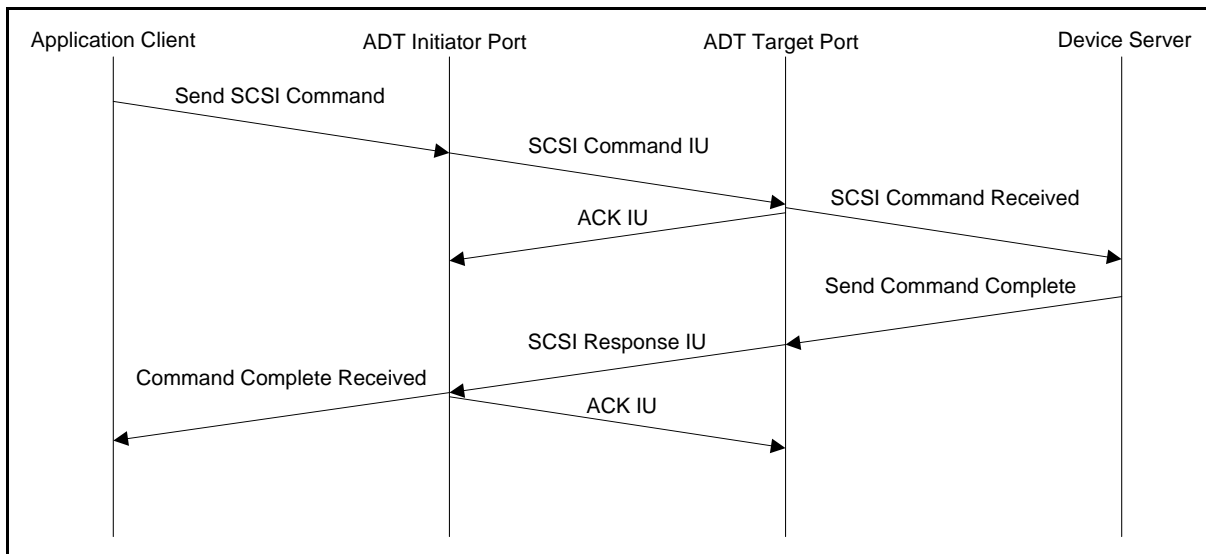 Application Client
ADT Initiator Port
ADT Target Port
Device Server
Send SCSI Command
SCSI Command IU
SCSI Command Received
ACK IU
Send Command Complete
SCSI Response IU
Command Complete Received
ACK IU